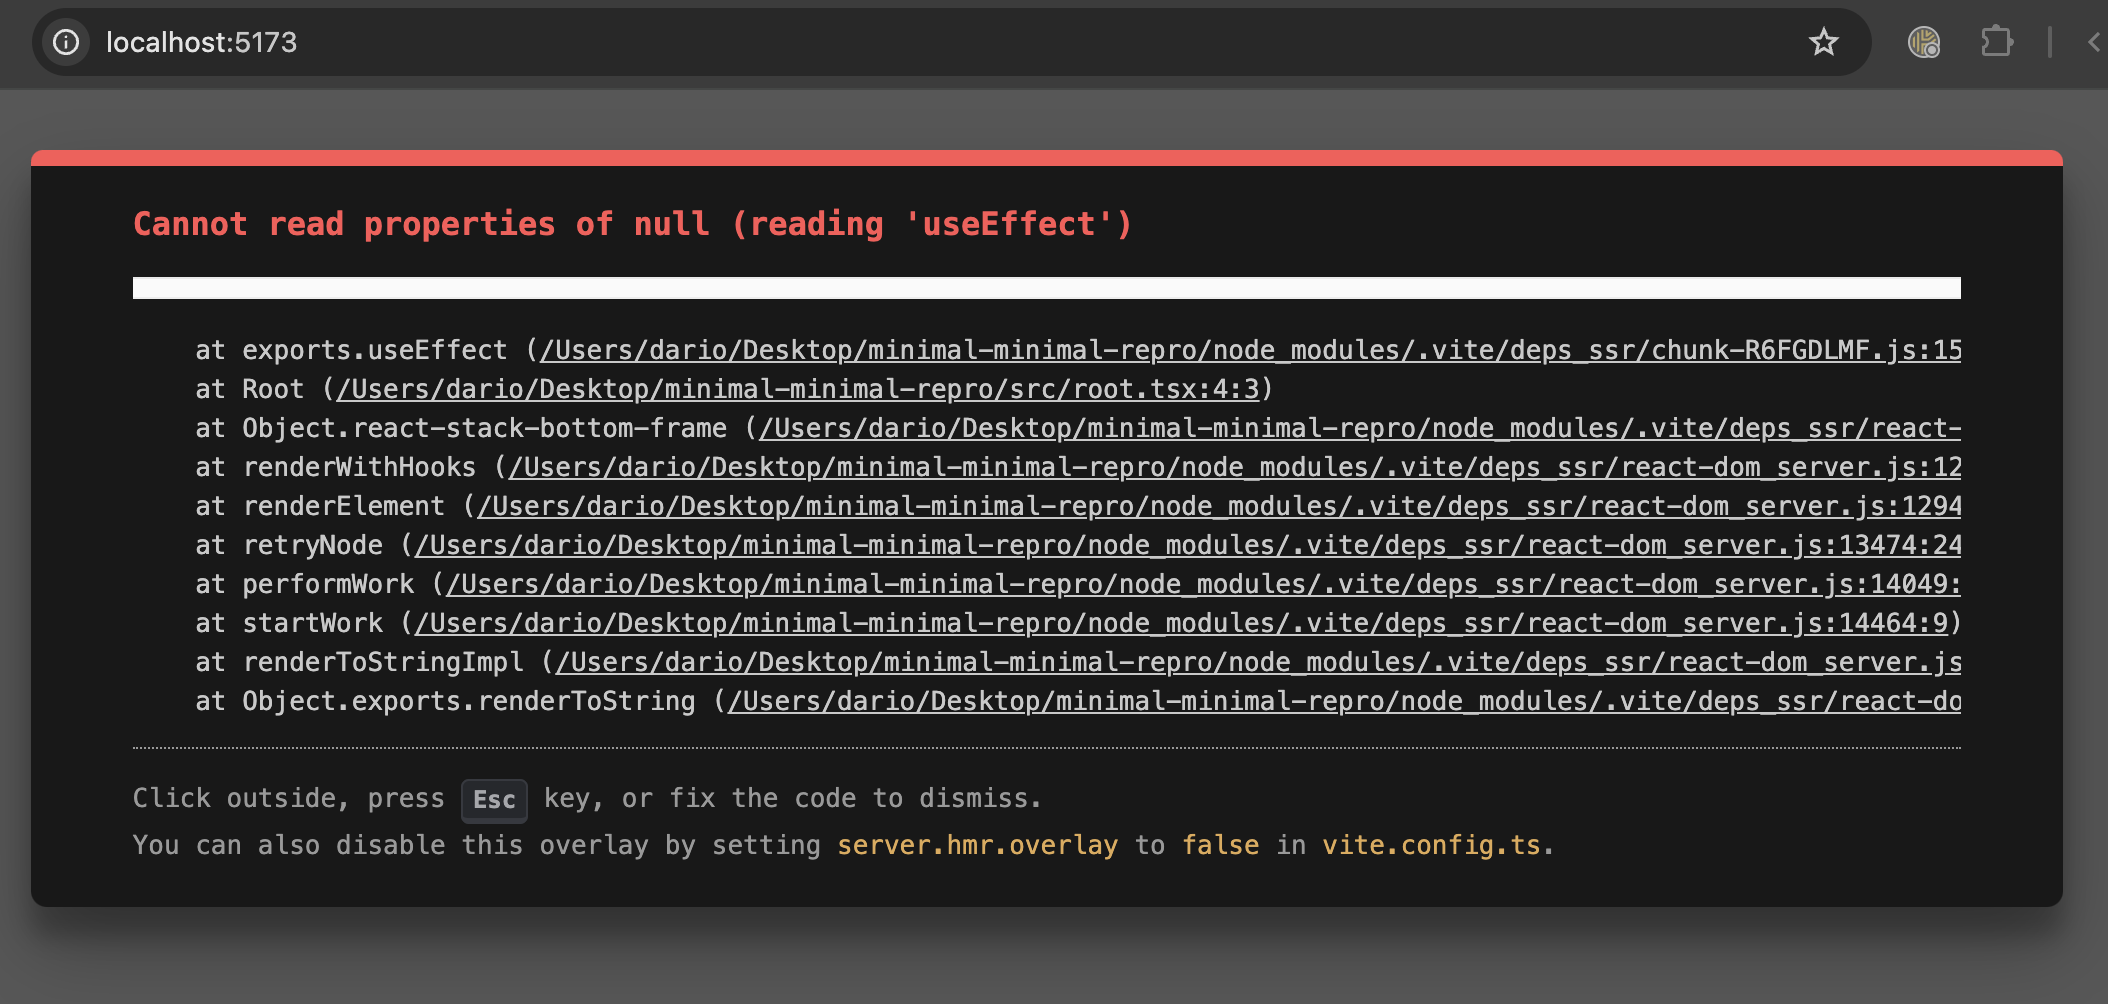 localhost:5173
Cannot read properties of null (reading 'useEffect')
at exports.useEffect (/Users/dario/Desktop/minimal-minimal-repro/node_modules/.vite/deps_ssr/chunk-R6FGDLMF.js:15
at Root (/Users/dario/Desktop/minimal-minimal-repro/src/root.tsx:4:3)
at Object.react-stack-bottom-frame (/Users/dario/Desktop/minimal-minimal-repro/node_modules/.vite/deps_ssr/react-
at renderWithHooks (/Users/dario/Desktop/minimal-minimal-repro/node_modules/.vite/deps_ssr/react-dom_server.js:12
at renderElement (/Users/dario/Desktop/minimal-minimal-repro/node_modules/.vite/deps_ssr/react-dom_server.js:1294
at retryNode (/Users/dario/Desktop/minimal-minimal-repro/node_modules/.vite/deps_ssr/react-dom_server.js:13474:24
at performWork (/Users/dario/Desktop/minimal-minimal-repro/node_modules/.vite/deps_ssr/react-dom_server.js:14049:
at startWork (/Users/dario/Desktop/minimal-minimal-repro/node_modules/.vite/deps_ssr/react-dom_server.js:14464:9)
at renderToStringImpl (/Users/dario/Desktop/minimal-minimal-repro/node_modules/.vite/deps_ssr/react-dom_server.js
at Object.exports.renderToString (/Users/dario/Desktop/minimal-minimal-repro/node_modules/.vite/deps_ssr/react-do
Click outside, press Esc key, or fix the code to dismiss.
You can also disable this overlay by setting server.hmr.overlay to false in vite.config.ts.